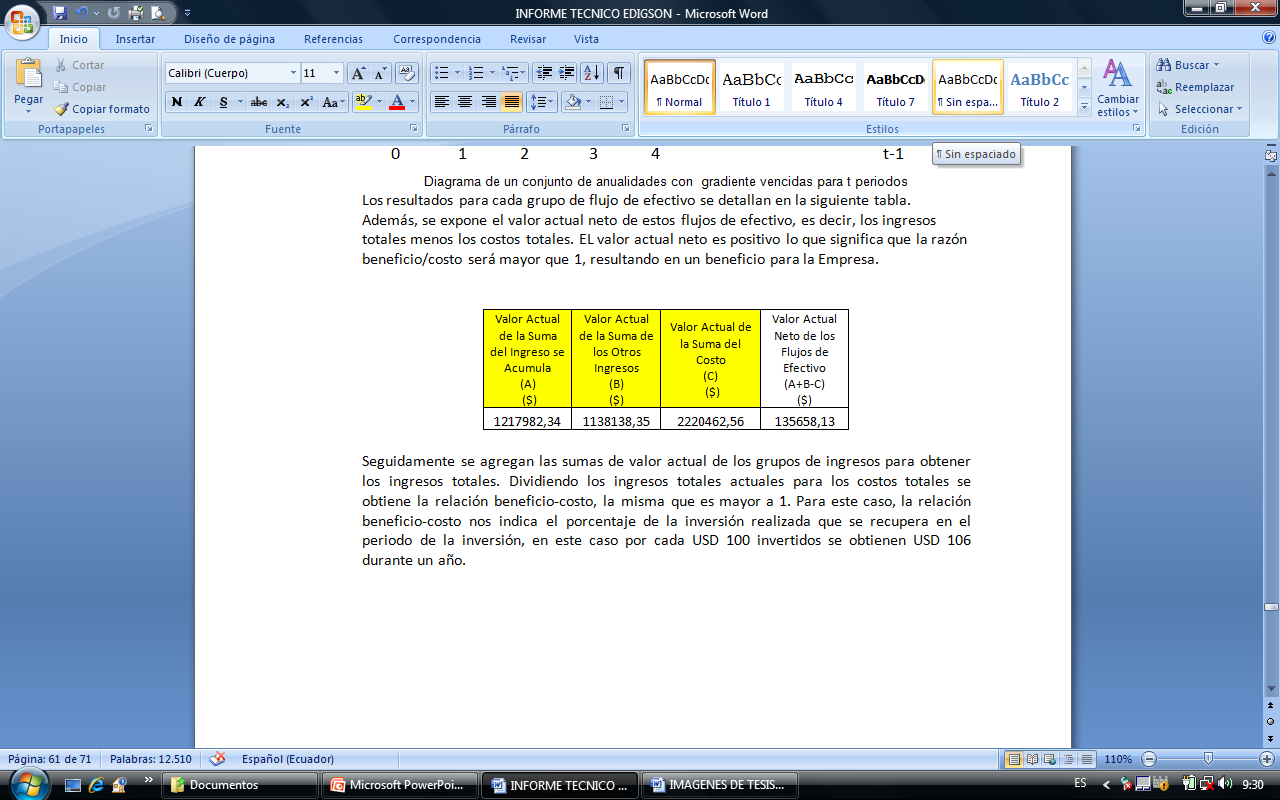 INFORME TECNICO EDIGSON - Microsoft Word
Inicio Insertar Diseño de página Referencias Correspondencia Revisar Vista
Pegar
Cortar
Copiar
Copiar formato
Portapapeles
Calibri (Cuerpo) 11
N K S abc x₂ x² Aa
Fuente
Párrafo
AaBbCcDc AaBbCc AaBbCc AaBbCcD AaBbCcDc AaBbCc
¶ Normal Título 1 Título 4 Título 7 ¶ Sin espa... Título 2
Cambiar estilos
Estilos
Buscar
Reemplazar
Seleccionar
Edición
¶ Sin espaciado
0 1 2 3 4 t-1
Diagrama de un conjunto de anualidades con gradiente vencidas para t periodos
Los resultados para cada grupo de flujo de efectivo se detallan en la siguiente tabla.
Además, se expone el valor actual neto de estos flujos de efectivo, es decir, los ingresos
totales menos los costos totales. EL valor actual neto es positivo lo que significa que la razón
beneficio/costo será mayor que 1, resultando en un beneficio para la Empresa.
Valor Actual
de la Suma
del Ingreso se
Acumula
(A)
($)
Valor Actual
de la Suma de
los Otros
Ingresos
(B)
($)
Valor Actual de
la Suma del
Costo
(C)
($)
Valor Actual
Neto de los
Flujos de
Efectivo
(A+B-C)
($)
1217982,34 1138138,35 2220462,56 135658,13
Seguidamente se agregan las sumas de valor actual de los grupos de ingresos para obtener
los ingresos totales. Dividiendo los ingresos totales actuales para los costos totales se
obtiene la relación beneficio-costo, la misma que es mayor a 1. Para este caso, la relación
beneficio-costo nos indica el porcentaje de la inversión realizada que se recupera en el
periodo de la inversión, en este caso por cada USD 100 invertidos se obtienen USD 106
durante un año.
Página: 61 de 71 Palabras: 12.510 Español (Ecuador) 110%
Documentos Microsoft PowerPoi... INFORME TECNICO ... IMAGENES DE TESIS... ES 9:30